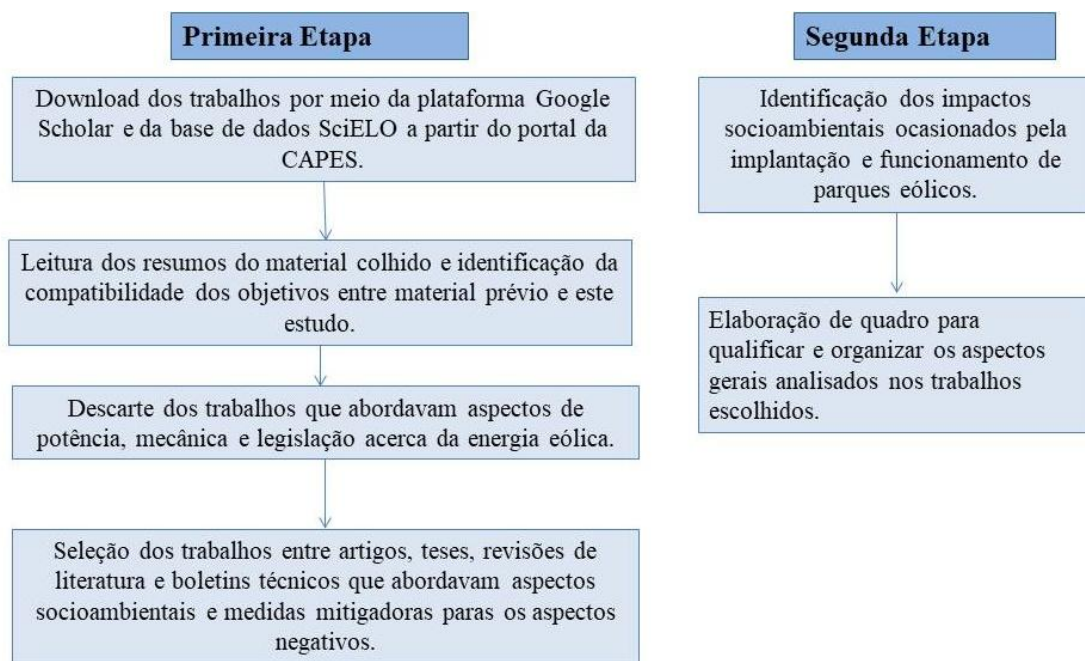 Primeira Etapa
Download dos trabalhos por meio da plataforma Google
Scholar e da base de dados SciELO a partir do portal da
CAPES.
Leitura dos resumos do material colhido e identificação da
compatibilidade dos objetivos entre material prévio e este
estudo.
Descarte dos trabalhos que abordavam aspectos de
potência, mecânica e legislação acerca da energia eólica.
Seleção dos trabalhos entre artigos, teses, revisões de
literatura e boletins técnicos que abordavam aspectos
socioambientais e medidas mitigadoras paras os aspectos
negativos.
Segunda Etapa
Identificação dos impactos
socioambientais ocasionados pela
implantação e funcionamento de
parques eólicos.
Elaboração de quadro para
qualificar e organizar os aspectos
gerais analisados nos trabalhos
escolhidos.